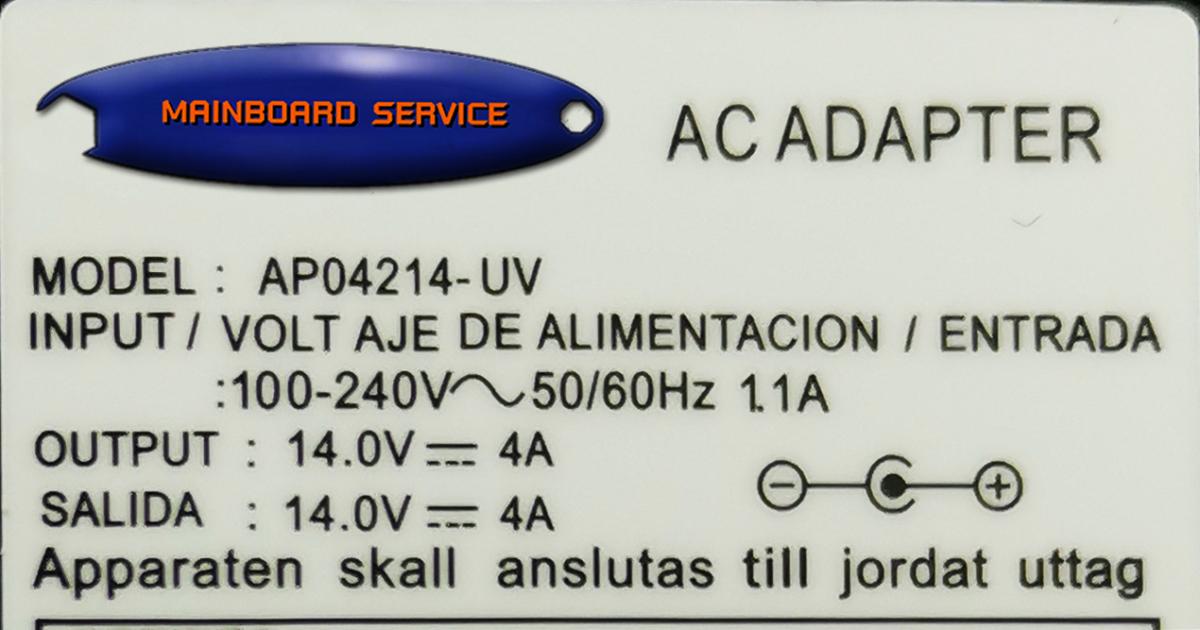 MAINBOARD SERVICE
AC ADAPTER
MODEL : AP04214-UV
INPUT / VOLT AJE DE ALIMENTACION / ENTRADA
:100-240V～50/60Hz 1.1A
OUTPUT : 14.0V ⎓ 4A
SALIDA : 14.0V ⎓ 4A
Apparaten skall anslutas till jordat uttag